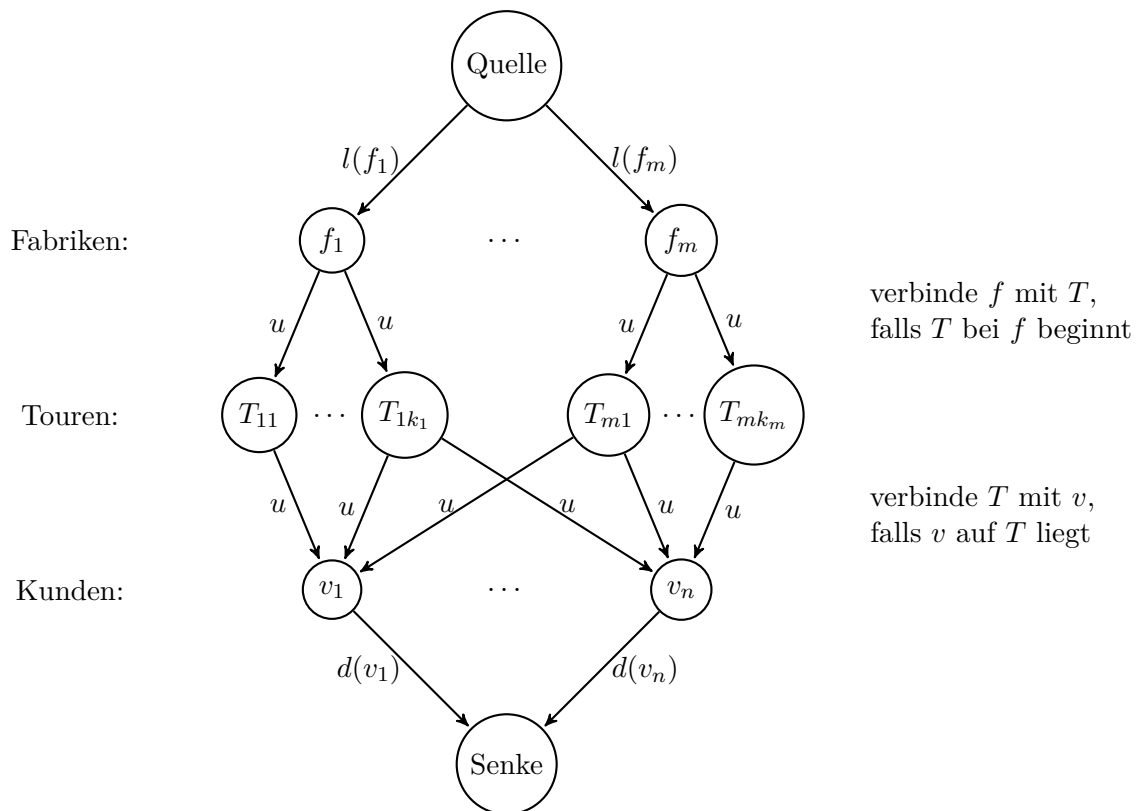 Quelle
l(f₁)
l(fₘ)
Fabriken:
f₁
...
fₘ
u
u
u
u
verbinde f mit T,
falls T bei f beginnt
Touren:
T₁₁
...
T₁ₖ₁
Tₘ₁
...
Tₘₖₘ
u
u
u
u
u
u
verbinde T mit v,
falls v auf T liegt
Kunden:
v₁
...
vₙ
d(v₁)
d(vₙ)
Senke